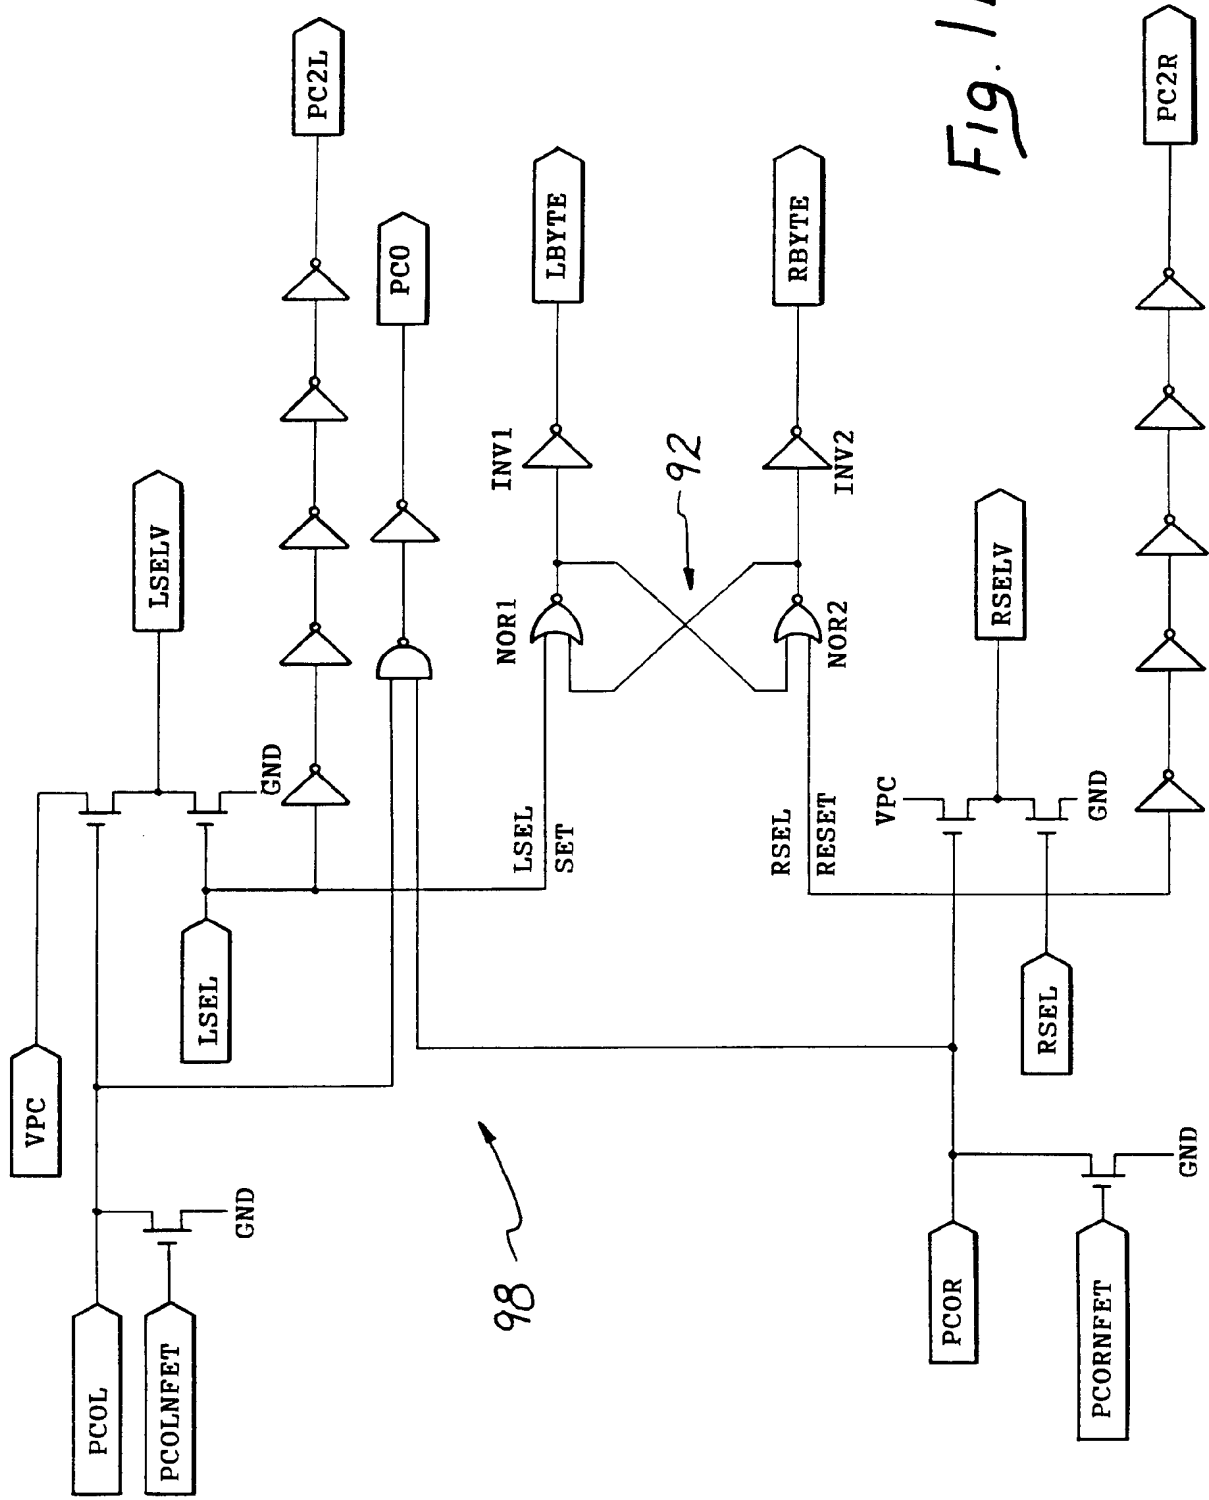 PCOL
PCOLNFET
GND
VPC
LSEL
GND
LSELV
PC2L
PC0
LSEL
SET
NOR1
INV1
LBYTE
92
RSEL
RESET
NOR2
INV2
RBYTE
98
PCOR
PCORNFET
GND
RSEL
VPC
GND
RSELV
PC2R